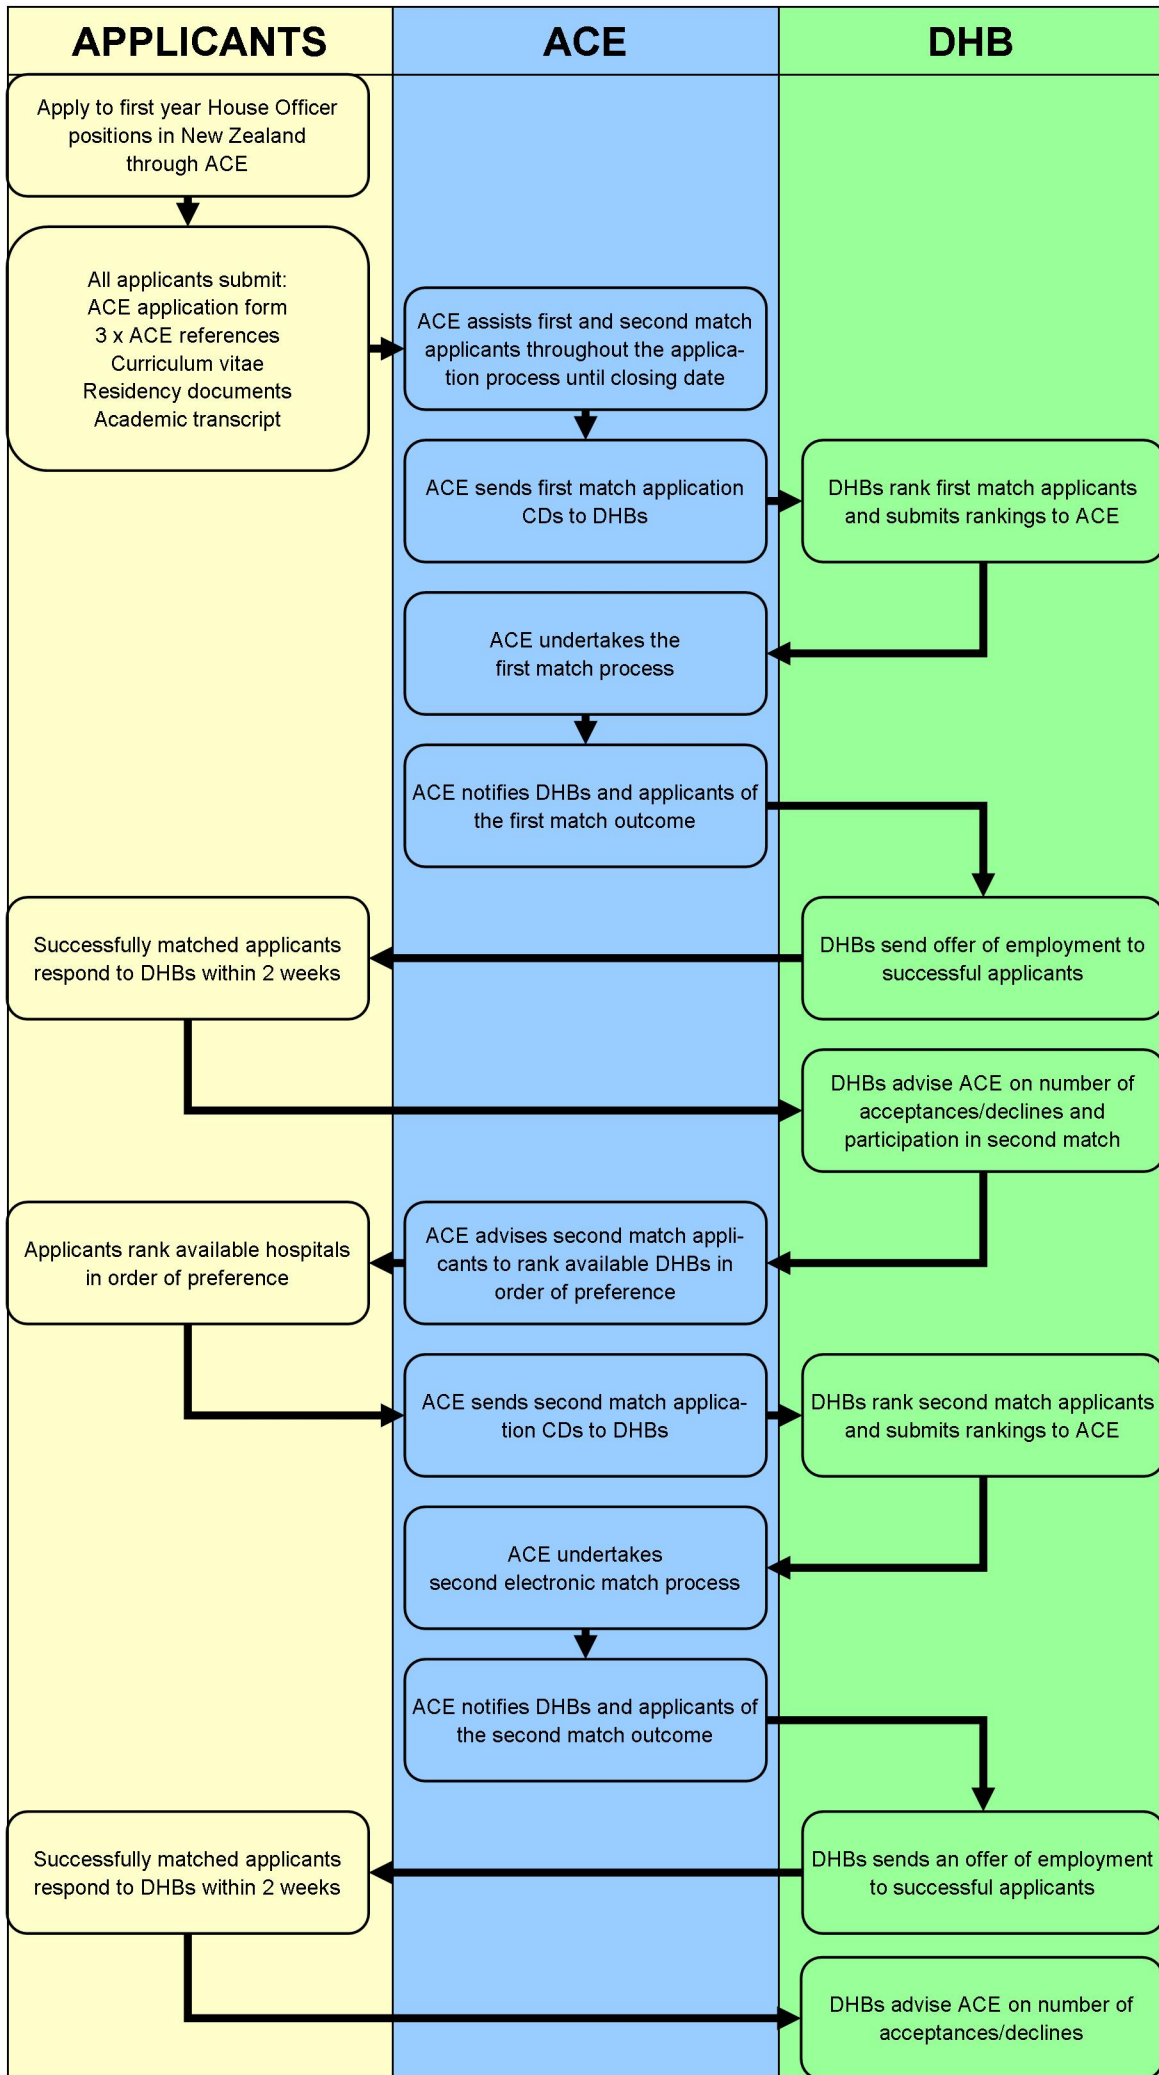 APPLICANTS
ACE
DHB
Apply to first year House Officer
positions in New Zealand
through ACE
All applicants submit:
ACE application form
3 x ACE references
Curriculum vitae
Residency documents
Academic transcript
ACE assists first and second match
applicants throughout the applica-
tion process until closing date
ACE sends first match application
CDs to DHBs
DHBs rank first match applicants
and submits rankings to ACE
ACE undertakes the
first match process
ACE notifies DHBs and applicants of
the first match outcome
DHBs send offer of employment to
successful applicants
Successfully matched applicants
respond to DHBs within 2 weeks
DHBs advise ACE on number of
acceptances/declines and
participation in second match
ACE advises second match appli-
cants to rank available DHBs in
order of preference
Applicants rank available hospitals
in order of preference
ACE sends second match applica-
tion CDs to DHBs
DHBs rank second match applicants
and submits rankings to ACE
ACE undertakes
second electronic match process
ACE notifies DHBs and applicants of
the second match outcome
DHBs sends an offer of employment
to successful applicants
Successfully matched applicants
respond to DHBs within 2 weeks
DHBs advise ACE on number of
acceptances/declines